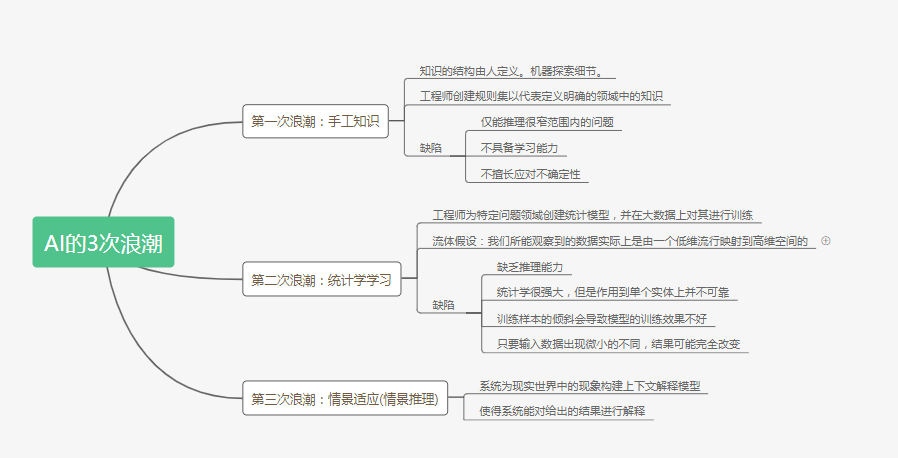 AI的3次浪潮
第一次浪潮：手工知识
知识的结构由人定义。机器探索细节。
工程师创建规则集以代表定义明确的领域中的知识
缺陷
仅能推理很窄范围内的问题
不具备学习能力
不擅长应对不确定性
第二次浪潮：统计学学习
工程师为特定问题领域创建统计模型，并在大数据上对其进行训练
流体假设：我们所能观察到的数据实际上是由一个低维流行映射到高维空间的
缺陷
缺乏推理能力
统计学很强大，但是作用到单个实体上并不可靠
训练样本的倾斜会导致模型的训练效果不好
只要输入数据出现微小的不同，结果可能完全改变
第三次浪潮：情景适应(情景推理)
系统为现实世界中的现象构建上下文解释模型
使得系统能对给出的结果进行解释